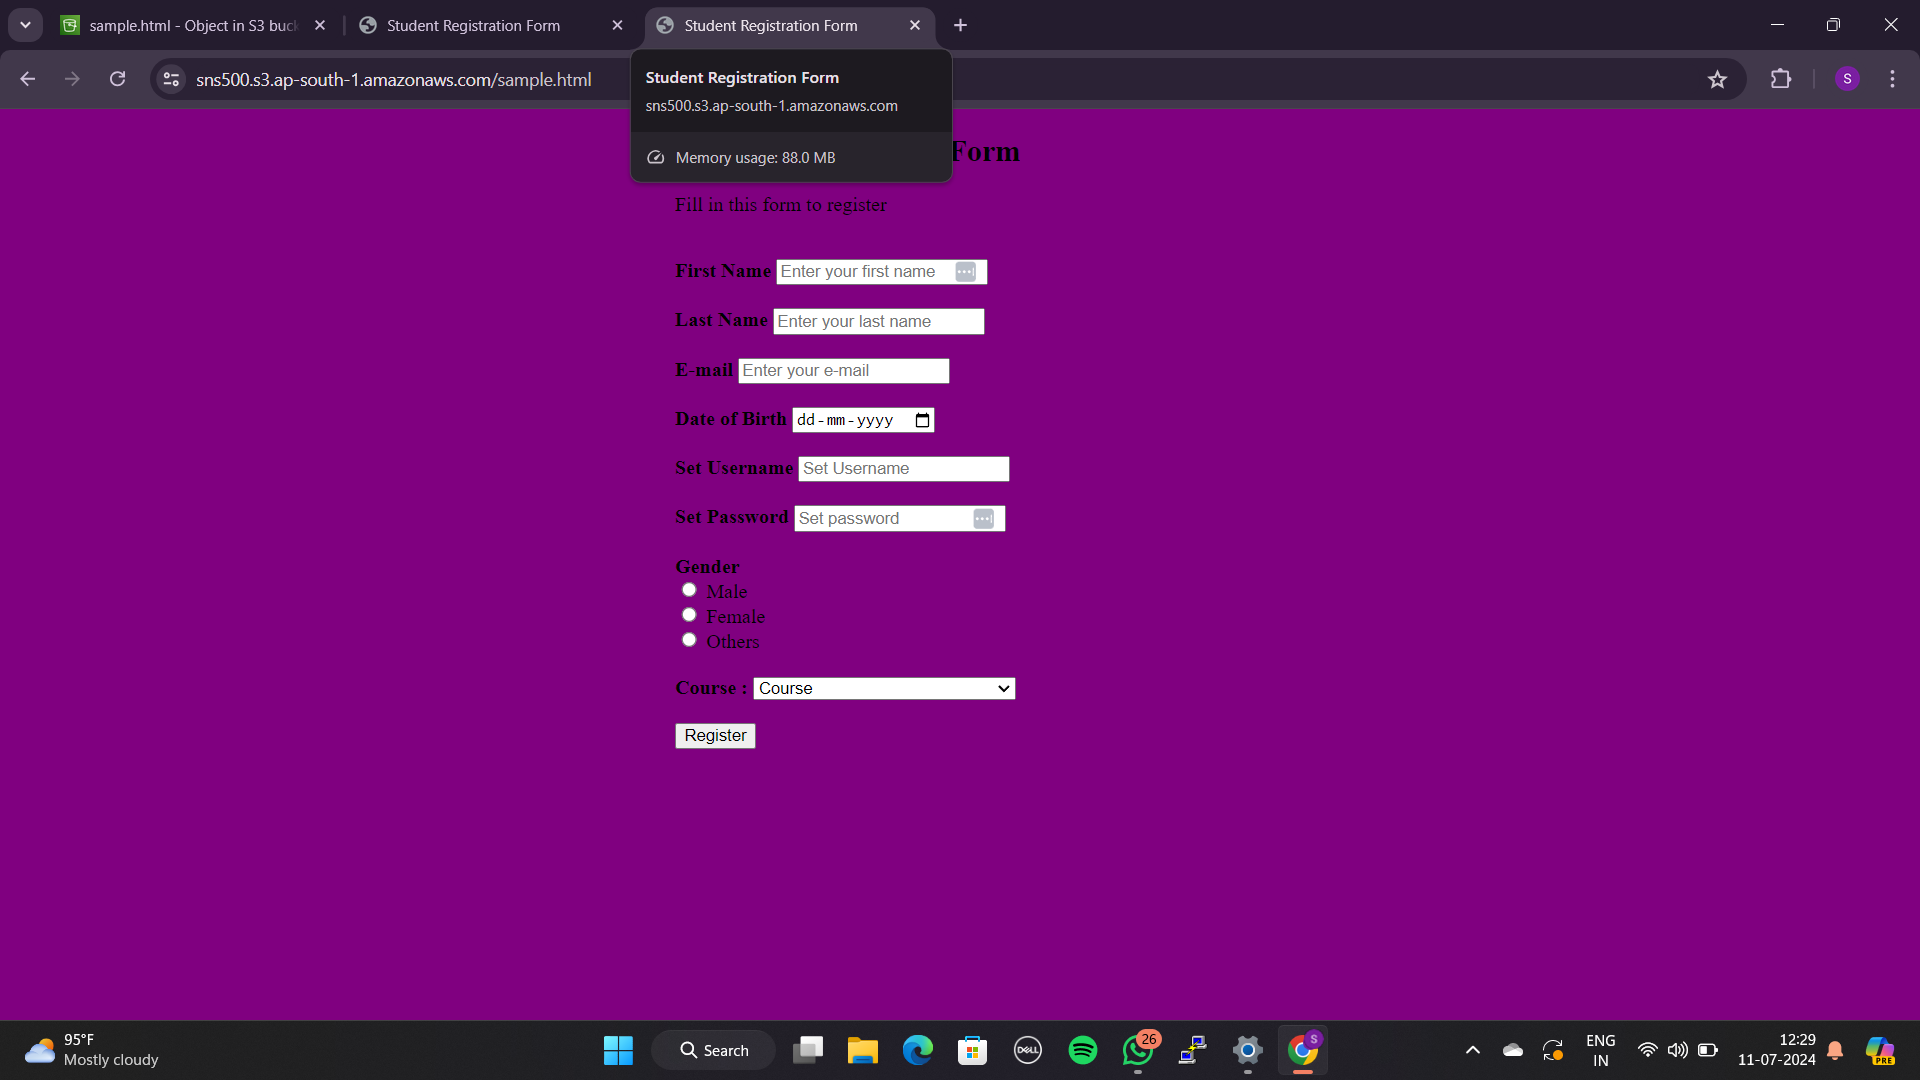 sample.html - Object in S3 buck
Student Registration Form
Student Registration Form
sns500.s3.ap-south-1.amazonaws.com/sample.html
S
Student Registration Form
sns500.s3.ap-south-1.amazonaws.com
Memory usage: 88.0 MB
Form
Fill in this form to register
First Name Enter your first name
Last Name Enter your last name
E-mail Enter your e-mail
Date of Birth dd-mm-yyyy
Set Username Set Username
Set Password Set password
Gender
Male
Female
Others
Course : Course
Register
95°F
Mostly cloudy
Search
DELL
26
S
ENG
IN
12:29
11-07-2024
PRE